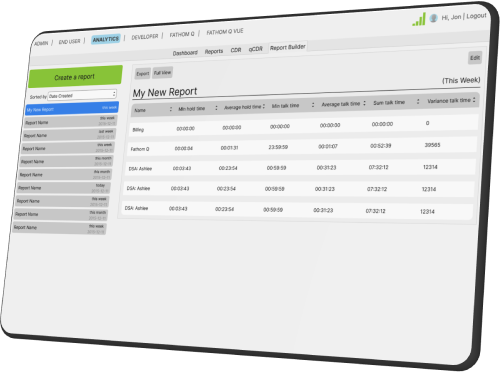 ADMIN | END USER | ANALYTICS | DEVELOPER | FATHOM Q | FATHOM Q VUE
Hi, Jon | Logout
Dashboard Reports CDR qCDR Report Builder
Create a report
Sorted by Date Created
My New Report this week
Report Name this week
Report Name last week
Report Name this week
Report Name this month
Report Name this month
Report Name today
Report Name this week
Report Name this month
Report Name this week
Export Full View
Edit
My New Report
(This Week)
Name Min hold time Average hold time Min talk time Average talk time Sum talk time Variance talk time
Billing 00:00:00 00:00:00 00:00:00 00:00:00 00:00:00 0
Fathom Q 00:00:04 00:01:31 23:59:59 00:01:07 00:52:39 39565
DSA: Ashlee 00:03:43 00:23:54 00:59:59 00:31:23 07:32:12 12314
DSA: Ashlee 00:03:43 00:23:54 00:59:59 00:31:23 07:32:12 12314
DSA: Ashlee 00:03:43 00:23:54 00:59:59 00:31:23 07:32:12 12314